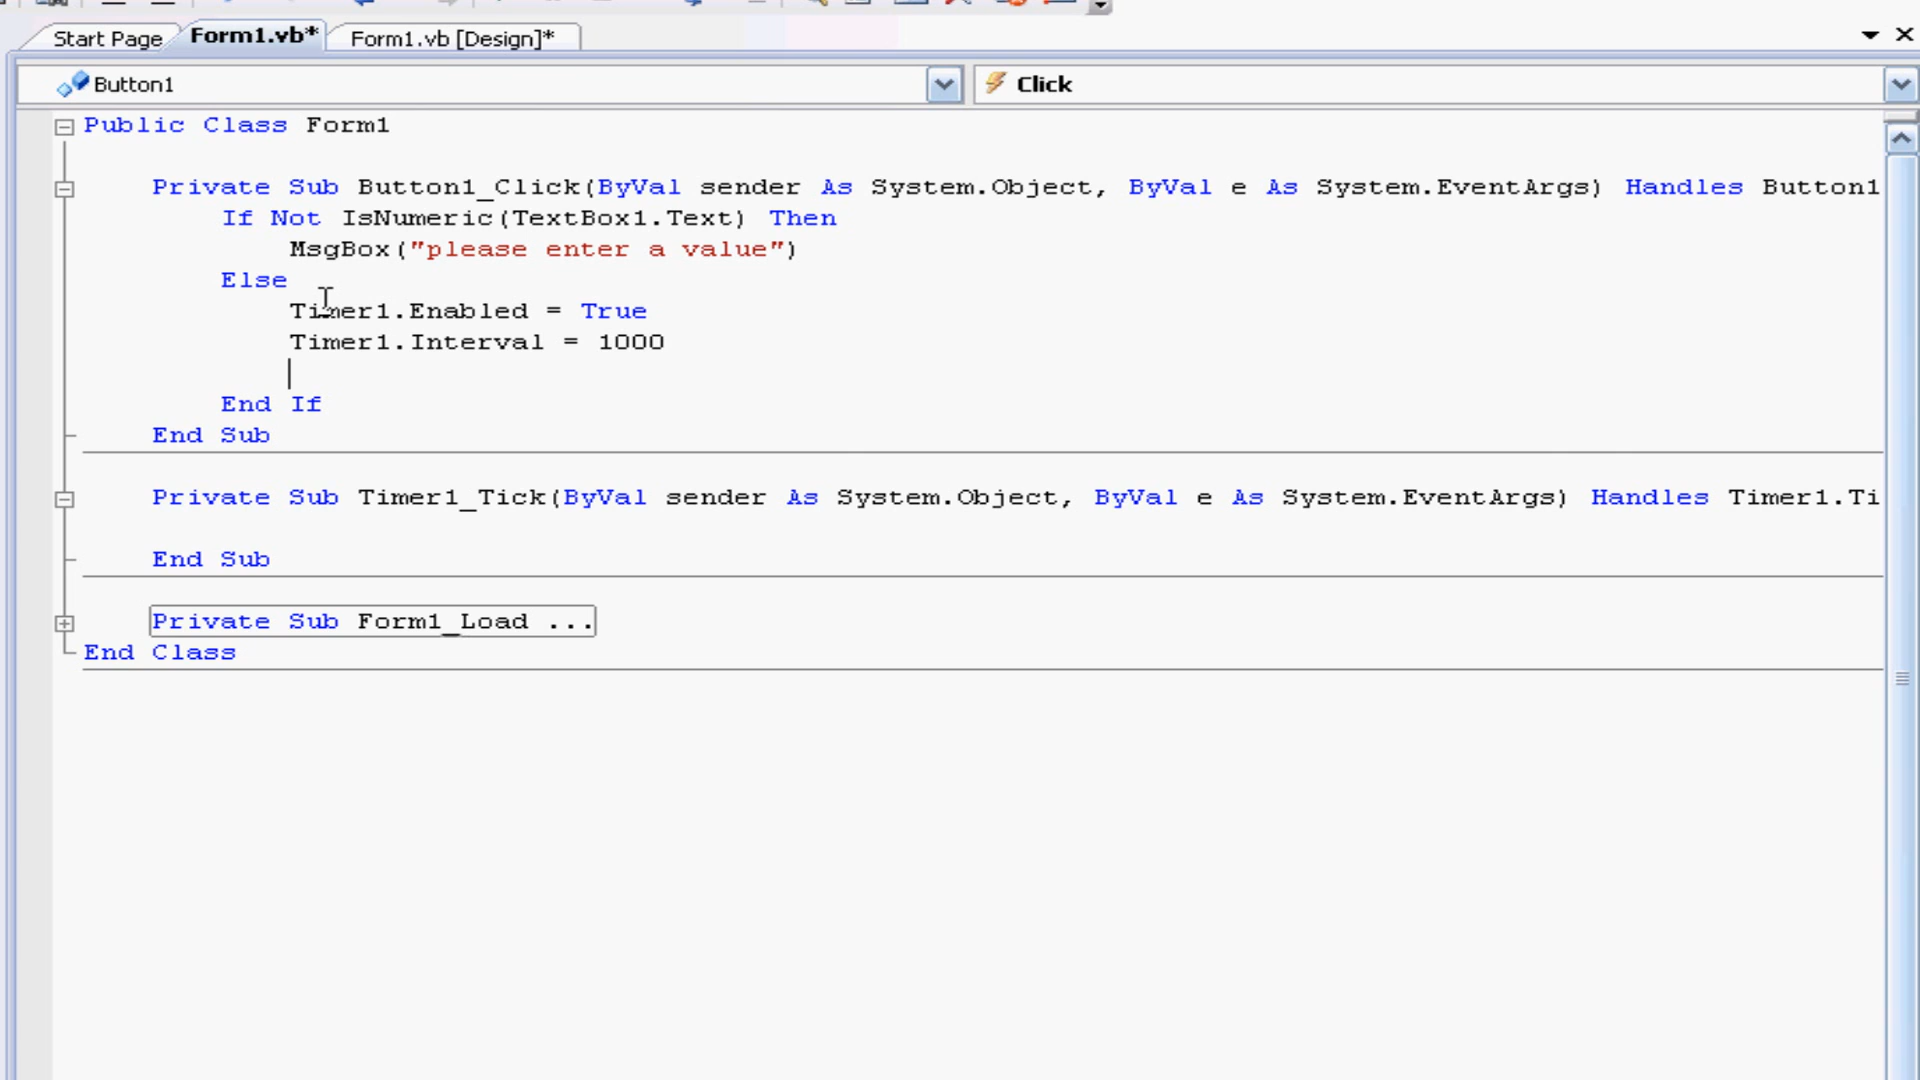 Start Page
Form1.vb*
Form1.vb [Design]*
Button1
Click
Public Class Form1
Private Sub Button1_Click(ByVal sender As System.Object, ByVal e As System.EventArgs) Handles Button1
If Not IsNumeric(TextBox1.Text) Then
MsgBox("please enter a value")
Else
Timer1.Enabled = True
Timer1.Interval = 1000
End If
End Sub
Private Sub Timer1_Tick(ByVal sender As System.Object, ByVal e As System.EventArgs) Handles Timer1.Ti
End Sub
Private Sub Form1_Load ...
End Class